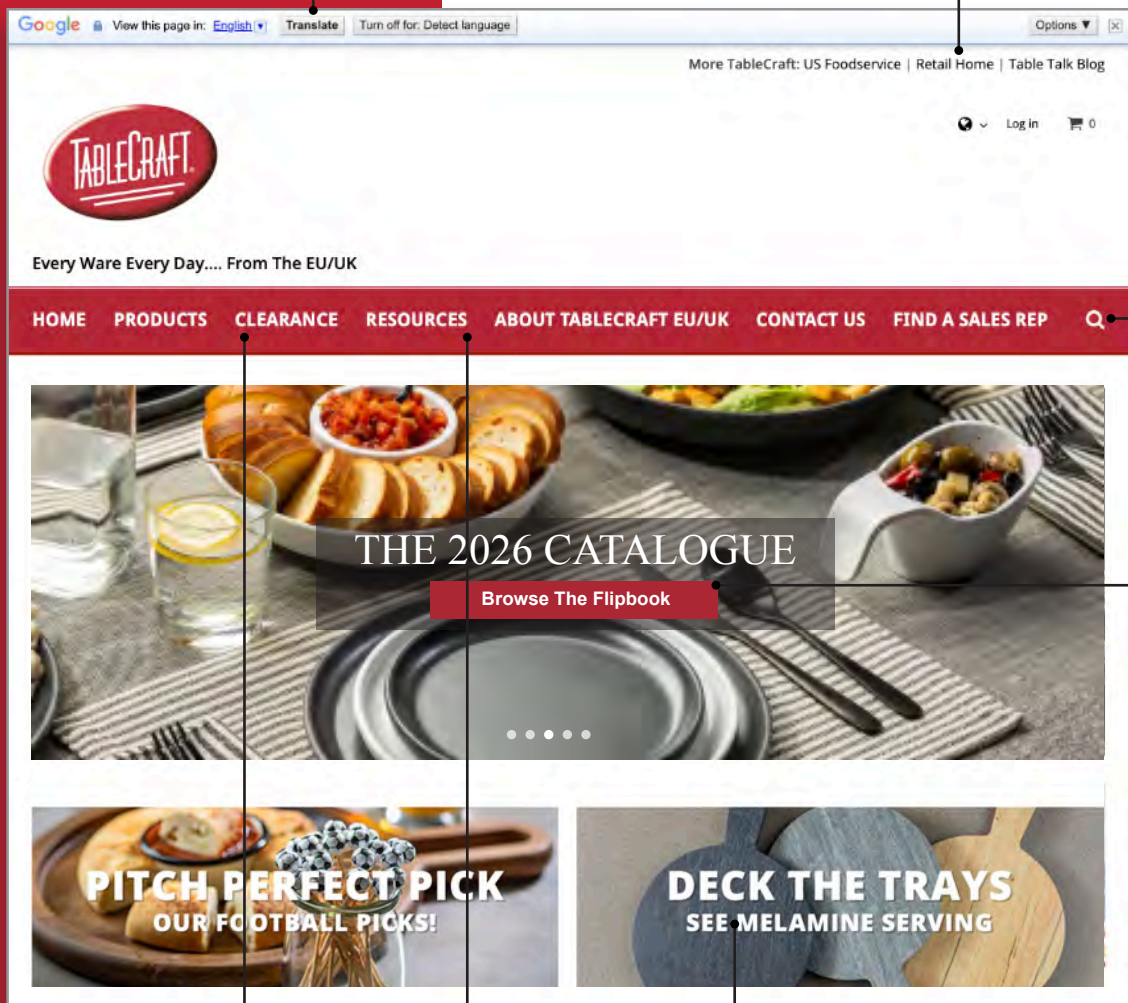 Google View this page in: English Translate Turn off for: Detect language Options ▼
More TableCraft: US Foodservice | Retail Home | Table Talk Blog
Log in 0
TABLECRAFT.
Every Ware Every Day.... From The EU/UK
HOME PRODUCTS CLEARANCE RESOURCES ABOUT TABLECRAFT EU/UK CONTACT US FIND A SALES REP
THE 2026 CATALOGUE
Browse The Flipbook
PITCH PERFECT PICK
OUR FOOTBALL PICKS!
DECK THE TRAYS
SEE MELAMINE SERVING